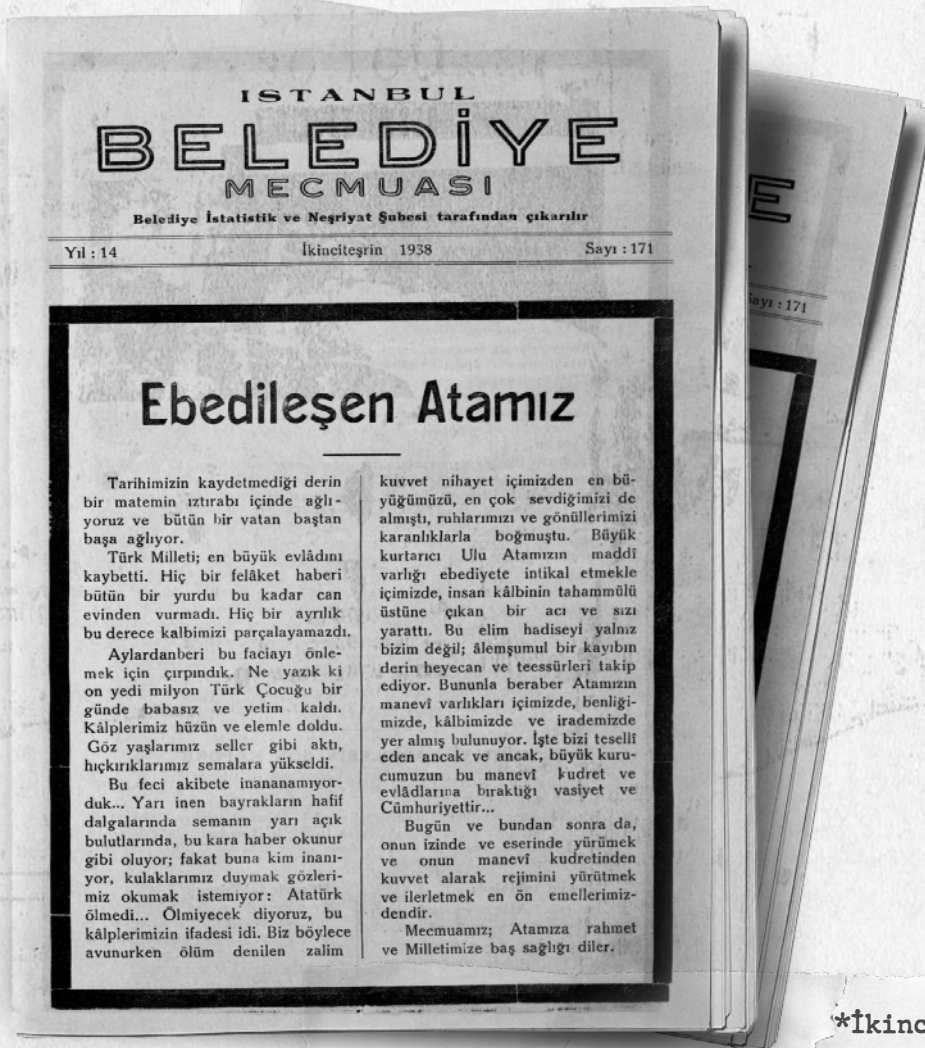 ISTANBUL
BELEDİYE
MECMUASI
Belediye İstatistik ve Neşriyat Şubesi tarafından çıkarılır
Yıl : 14 İkinciteşrin 1938 Sayı : 171
Ebedileşen Atamız
Tarihimizin kaydetmediği derin
bir matemin ıztırabı içinde ağlı-
yoruz ve bütün bir vatan baştan
başa ağlıyor.
Türk Milleti; en büyük evlâdını
kaybetti. Hiç bir felâket haberi
bütün bir yurdu bu kadar can
evinden vurmadı. Hiç bir ayrılık
bu derece kalbimizi parçalayamazdı.
Aylardanberi bu faciayı önle-
mek için çırpındık. Ne yazık ki
on yedi milyon Türk Çocuğu bir
günde babasız ve yetim kaldı.
Kâlplerimiz hüzün ve elemle doldu.
Göz yaşlarımız seller gibi aktı,
hıçkırıklarımız semalara yükseldi.
Bu feci akibete inananamıyor-
duk... Yarı inen bayrakların hafif
dalgalarında semanın yarı açık
bulutlarında, bu kara haber okunur
gibi oluyor; fakat buna kim inanı-
yor, kulaklarımız duymak gözleri-
miz okumak istemiyor: Atatürk
ölmedi... Ölmiyecek diyoruz, bu
kâlplerimizin ifadesi idi. Biz böylece
avunurken ölüm denilen zalim
kuvvet nihayet içimizden en bü-
yüğümüzü, en çok sevdiğimizi de
almıştı, ruhlarımızı ve gönüllerimizi
karanlıklarla boğmuştu. Büyük
kurtarıcı Ulu Atamızın maddî
varlığı ebediyete intikal etmekle
içimizde, insan kâlbinin tahammülü
üstüne çıkan bir acı ve sızı
yarattı. Bu elim hadiseyi yalnız
bizim değil; âlemşumul bir kayıbın
derin heyecan ve teessürleri takip
ediyor. Bununla beraber Atamızın
manevî varlıkları içimizde, benliği-
mizde, kâlbimizde ve irademizde
yer almış bulunuyor. İşte bizi teselli
eden ancak ve ancak, büyük kuru-
cumuzun bu manevî kudret ve
evlâdlarına bıraktığı vasiyet ve
Cümhuriyettir...
Bugün ve bundan sonra da,
onun izinde ve eserinde yürümek
ve onun manevî kudretinden
kuvvet alarak rejimini yürütmek
ve ilerletmek en ön emellerimiz-
dendir.
Mecmuamız; Atamıza rahmet
ve Milletimize baş sağlığı diler.
E
Sayı : 171
*İkinc